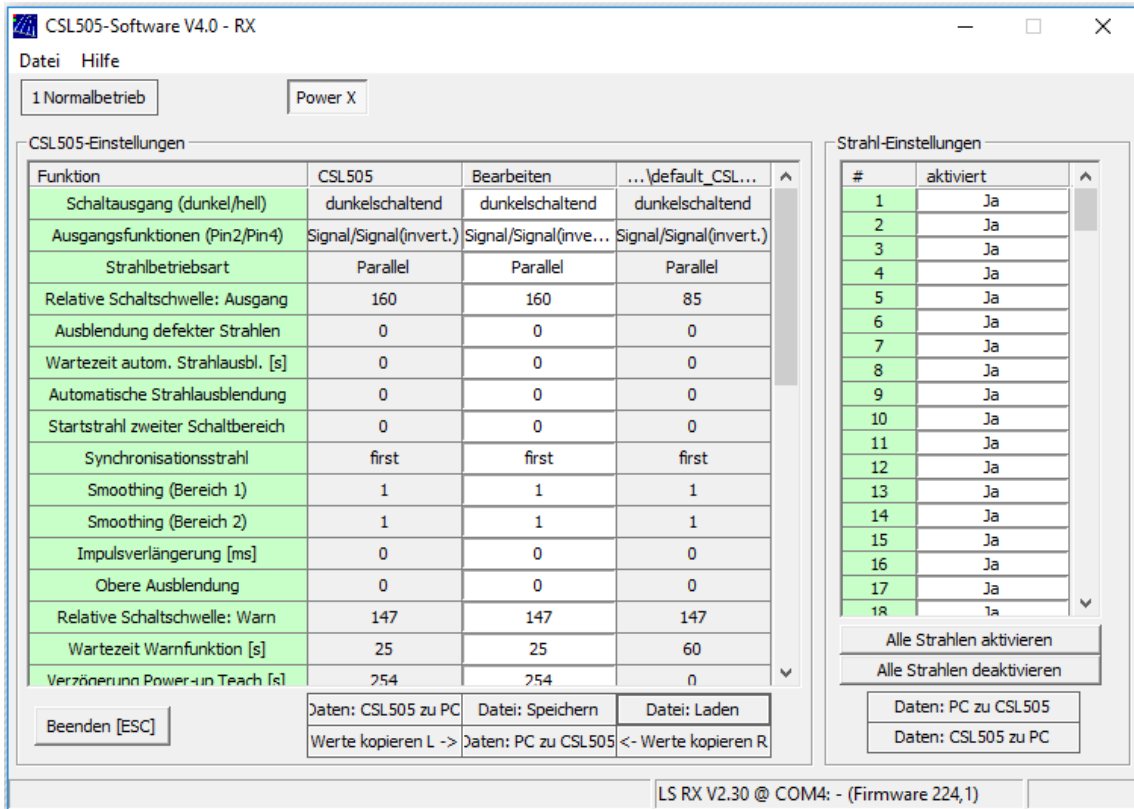 CSL505-Software V4.0 - RX
Datei Hilfe
1 Normalbetrieb Power X
CSL505-Einstellungen
Funktion CSL505 Bearbeiten ...\default_CSL...
Schaltausgang (dunkel/hell) dunkelschaltend dunkelschaltend dunkelschaltend
Ausgangsfunktionen (Pin2/Pin4) Signal/Signal(invert.) Signal/Signal(inve... Signal/Signal(invert.)
Strahlbetriebsart Parallel Parallel Parallel
Relative Schaltschwelle: Ausgang 160 160 85
Ausblendung defekter Strahlen 0 0 0
Wartezeit autom. Strahlausbl. [s] 0 0 0
Automatische Strahlausblendung 0 0 0
Startstrahl zweiter Schaltbereich 0 0 0
Synchronisationsstrahl first first first
Smoothing (Bereich 1) 1 1 1
Smoothing (Bereich 2) 1 1 1
Impulsverlängerung [ms] 0 0 0
Obere Ausblendung 0 0 0
Relative Schaltschwelle: Warn 147 147 147
Wartezeit Warnfunktion [s] 25 25 60
Verzögerung Power-up Teach [s] 254 254 0
Beenden [ESC]
Daten: CSL505 zu PC Datei: Speichern Datei: Laden
Werte kopieren L -> Daten: PC zu CSL505 <- Werte kopieren R
Strahl-Einstellungen
# aktiviert
1 Ja
2 Ja
3 Ja
4 Ja
5 Ja
6 Ja
7 Ja
8 Ja
9 Ja
10 Ja
11 Ja
12 Ja
13 Ja
14 Ja
15 Ja
16 Ja
17 Ja
18 Ja
Alle Strahlen aktivieren
Alle Strahlen deaktivieren
Daten: PC zu CSL505
Daten: CSL505 zu PC
LS RX V2.30 @ COM4: - (Firmware 224,1)